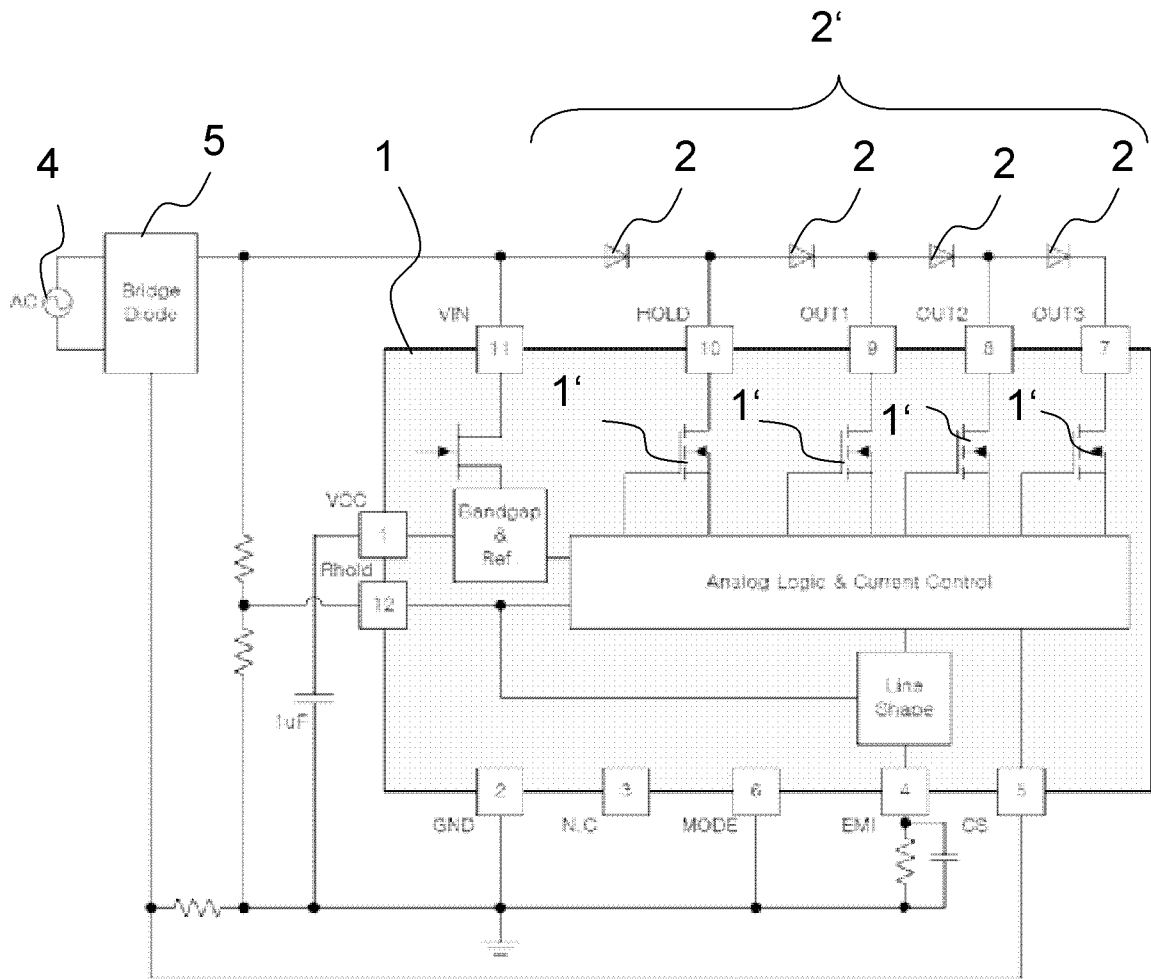 2‘
5
1
2
2
2
2
4
AC
Bridge
Diode
VIN
HOLD
OUT1
OUT2
OUT3
11
10
9
8
7
1‘
1‘
1‘
1‘
VCC
1
Bandgap
&
Ref.
Rhold
12
Analog Logic & Current Control
1uF
Line
Shape
2
3
6
4
5
GND
N.C
MODE
EMI
CS